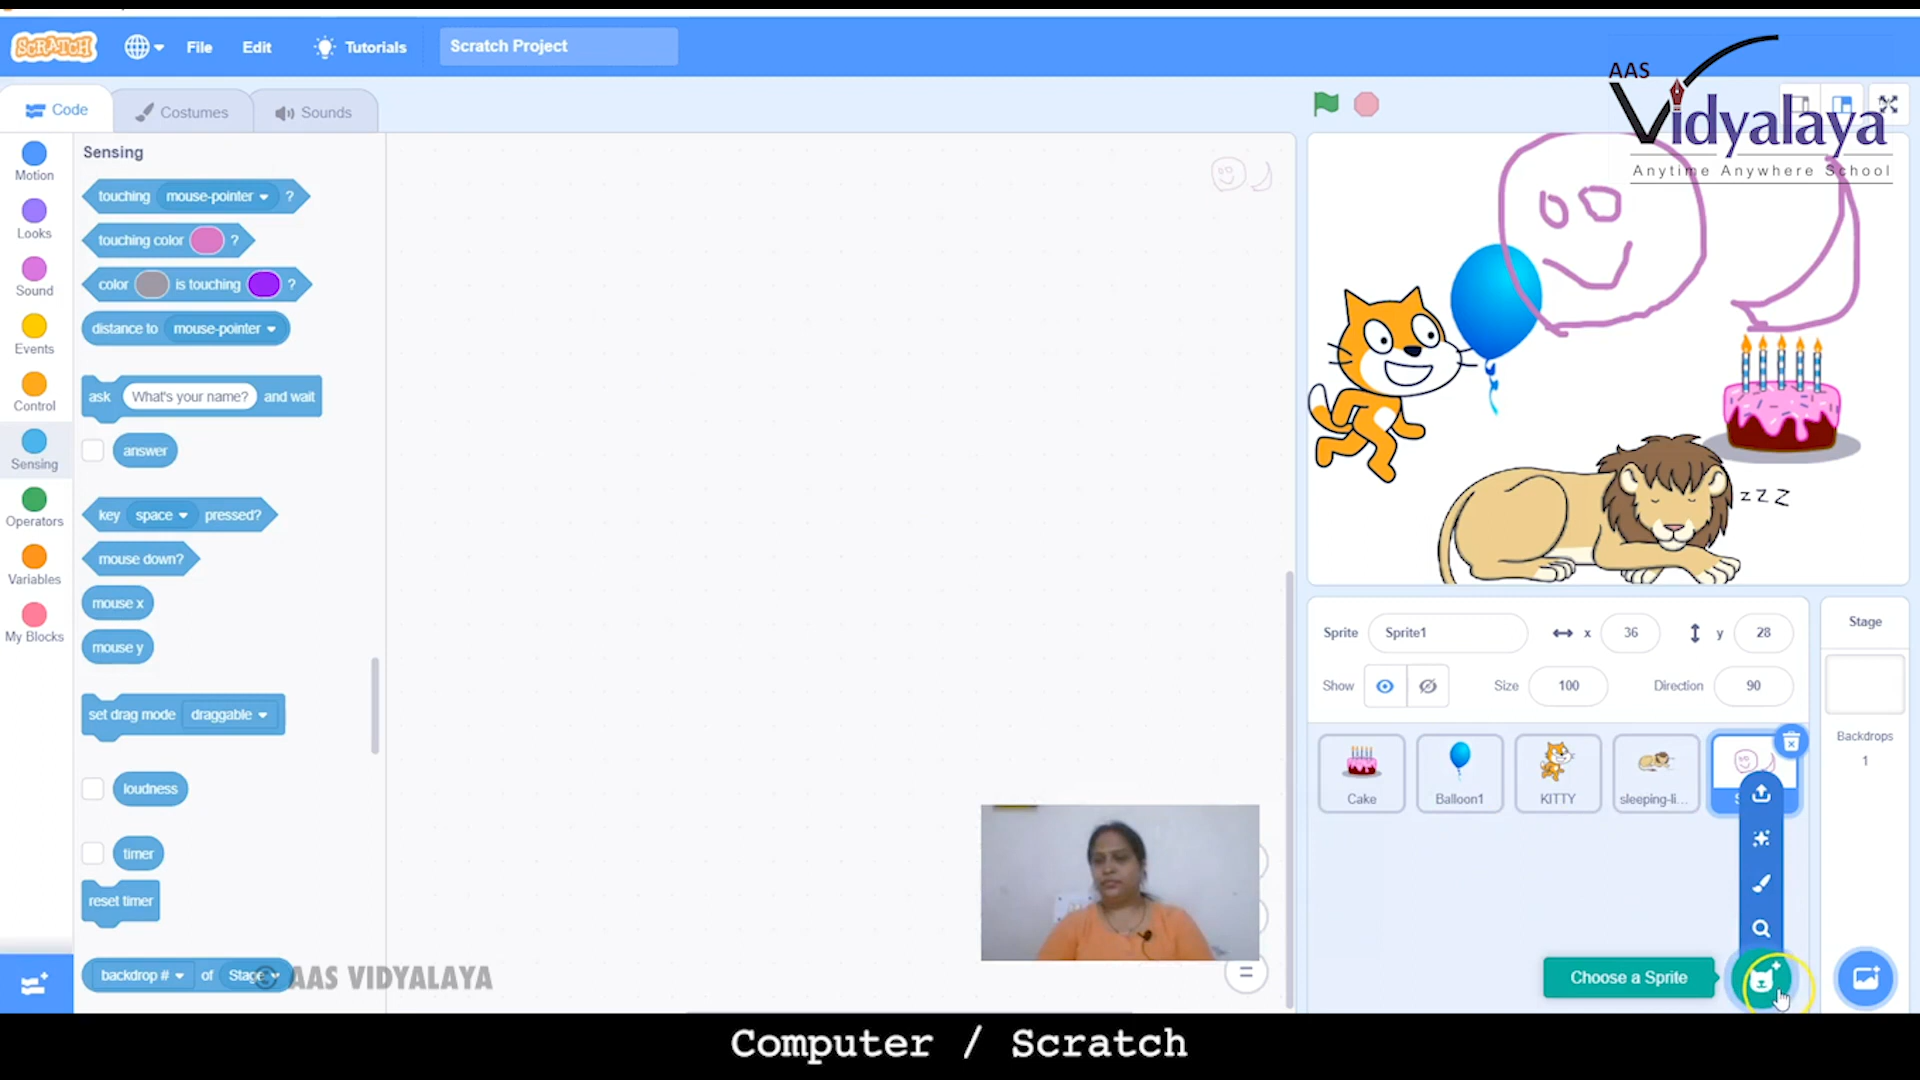 SCRATCH File Edit Tutorials Scratch Project
AAS
Vidyalaya
Anytime Anywhere School
Code Costumes Sounds
Motion
Looks
Sound
Events
Control
Sensing
Operators
Variables
My Blocks
Sensing
touching mouse-pointer ?
touching color ?
color is touching ?
distance to mouse-pointer
ask What's your name? and wait
answer
key space pressed?
mouse down?
mouse x
mouse y
set drag mode draggable
loudness
timer
reset timer
backdrop # of Stage
© AAS VIDYALAYA
z z Z
Sprite Sprite1 x 36 y 28
Show Size 100 Direction 90
Cake Balloon1 KITTY sleeping-li...
Choose a Sprite
Stage
Backdrops
1
Computer / Scratch